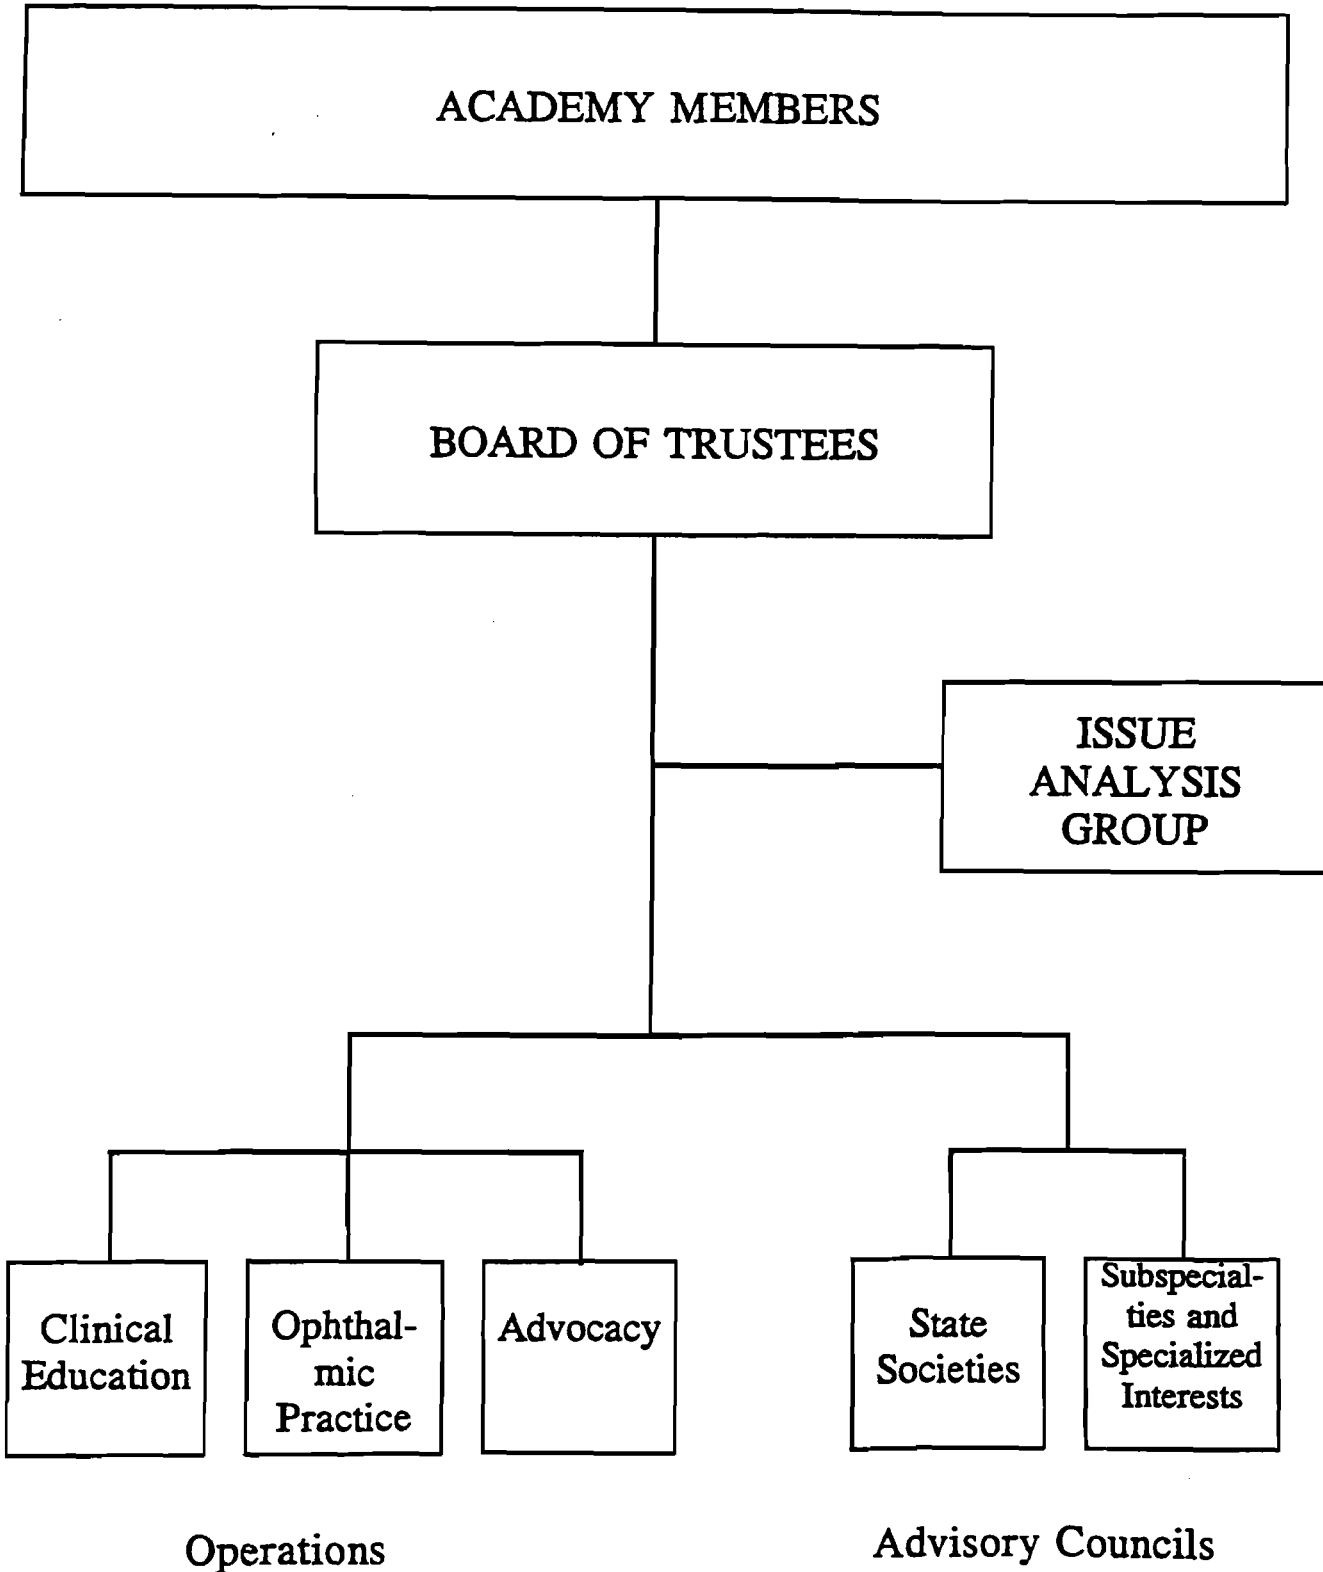 ACADEMY MEMBERS
BOARD OF TRUSTEES
ISSUE
ANALYSIS
GROUP
Clinical
Education
Ophthal-
mic
Practice
Advocacy
State
Societies
Subspecial-
ties and
Specialized
Interests
Operations
Advisory Councils